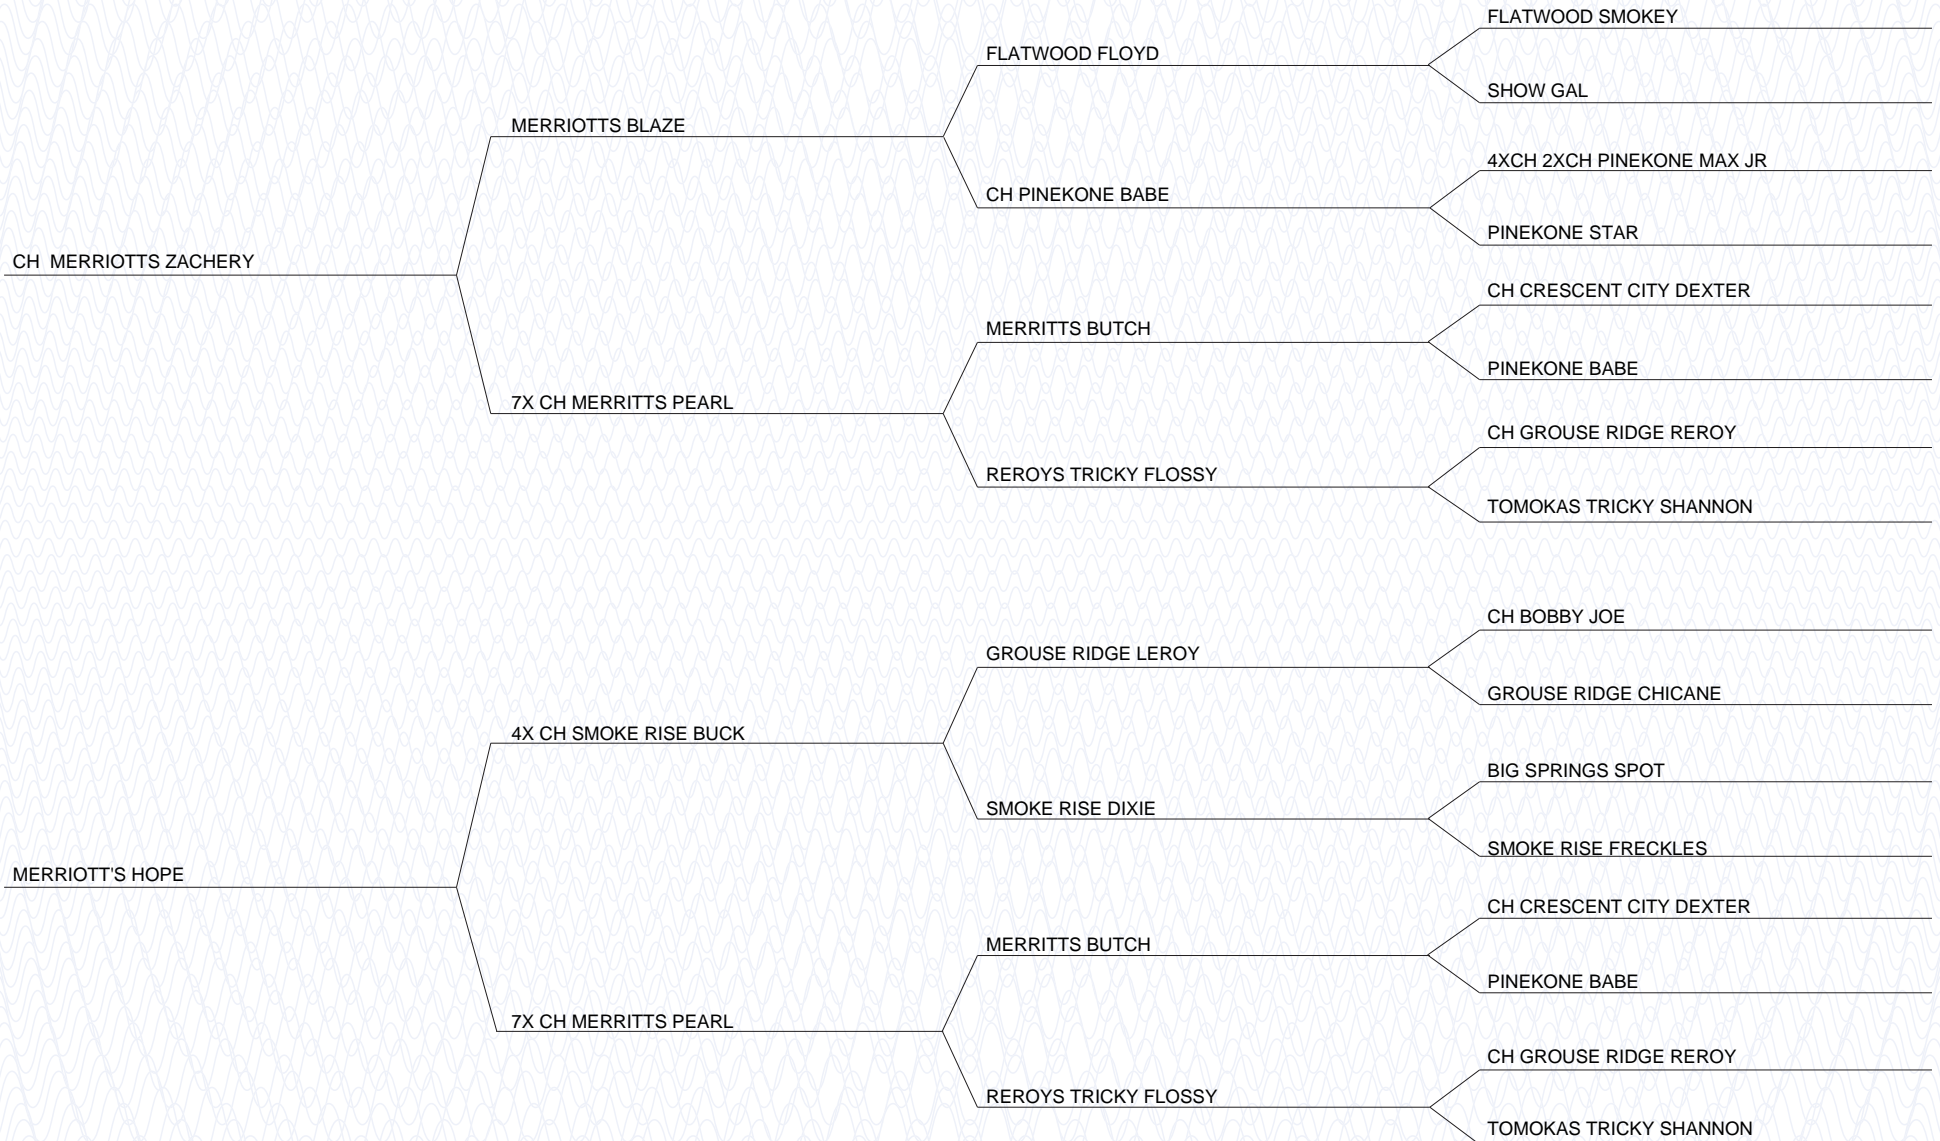 FLATWOOD SMOKEY
FLATWOOD FLOYD
SHOW GAL
MERRIOTTS BLAZE
4XCH 2XCH PINEKONE MAX JR
CH PINEKONE BABE
PINEKONE STAR
CH  MERRIOTTS ZACHERY
CH CRESCENT CITY DEXTER
MERRITTS BUTCH
PINEKONE BABE
7X CH MERRITTS PEARL
CH GROUSE RIDGE REROY
REROYS TRICKY FLOSSY
TOMOKAS TRICKY SHANNON
CH BOBBY JOE
GROUSE RIDGE LEROY
GROUSE RIDGE CHICANE
4X CH SMOKE RISE BUCK
BIG SPRINGS SPOT
SMOKE RISE DIXIE
SMOKE RISE FRECKLES
MERRIOTT'S HOPE
CH CRESCENT CITY DEXTER
MERRITTS BUTCH
PINEKONE BABE
7X CH MERRITTS PEARL
CH GROUSE RIDGE REROY
REROYS TRICKY FLOSSY
TOMOKAS TRICKY SHANNON